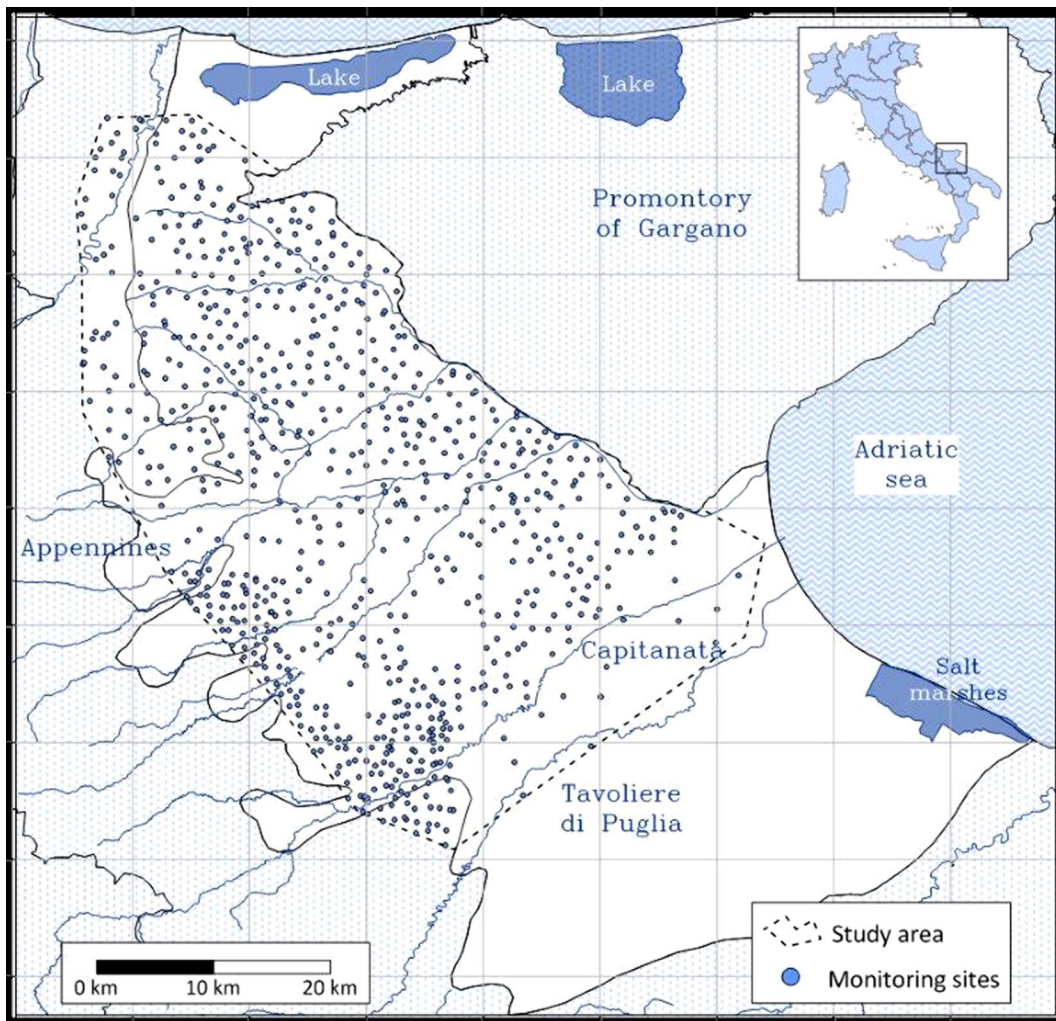 Lake
Lake
Promontory
of Gargano
Adriatic
sea
Appennines
Capitanata
Salt
marshes
Tavoliere
di Puglia
Study area
Monitoring sites
0 km 10 km 20 km